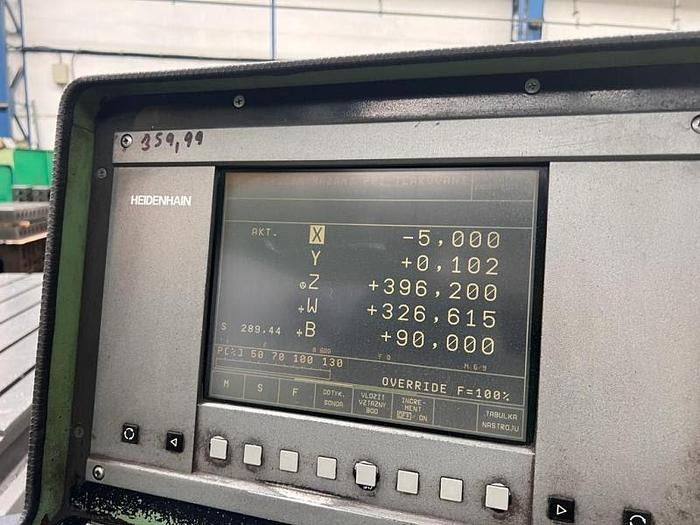 359,99
HEIDENHAIN
AKT. X -5,000
Y +0,102
Z +396,200
W +326,615
S 289.44 B +90,000
P[%] 50 70 100 130
OVERRIDE F=100%
M S F DOTYK. SONDA VLOZIT VZTAZNY BOD INCRE- MENT OFF/ON TABULKA NASTROJU